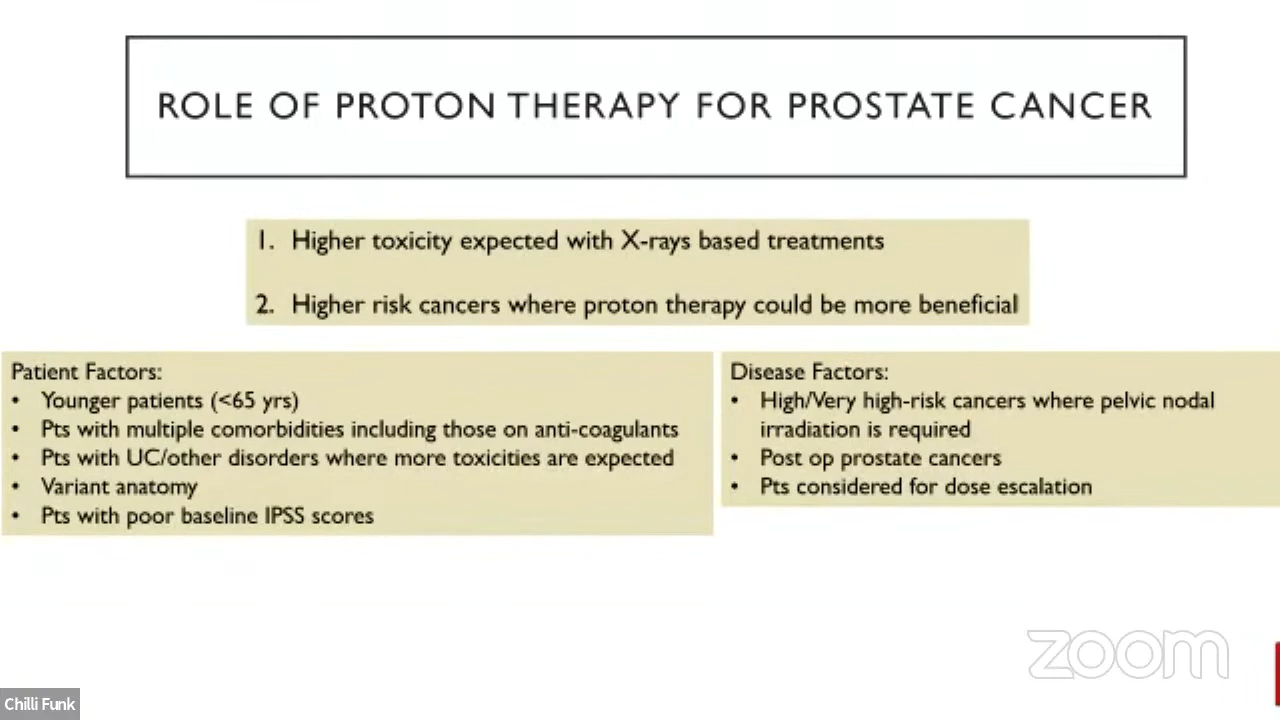 ROLE OF PROTON THERAPY FOR PROSTATE CANCER
1. Higher toxicity expected with X-rays based treatments
2. Higher risk cancers where proton therapy could be more beneficial
Patient Factors:
• Younger patients (<65 yrs)
• Pts with multiple comorbidities including those on anti-coagulants
• Pts with UC/other disorders where more toxicities are expected
• Variant anatomy
• Pts with poor baseline IPSS scores
Disease Factors:
• High/Very high-risk cancers where pelvic nodal
irradiation is required
• Post op prostate cancers
• Pts considered for dose escalation
zoom
Chilli Funk